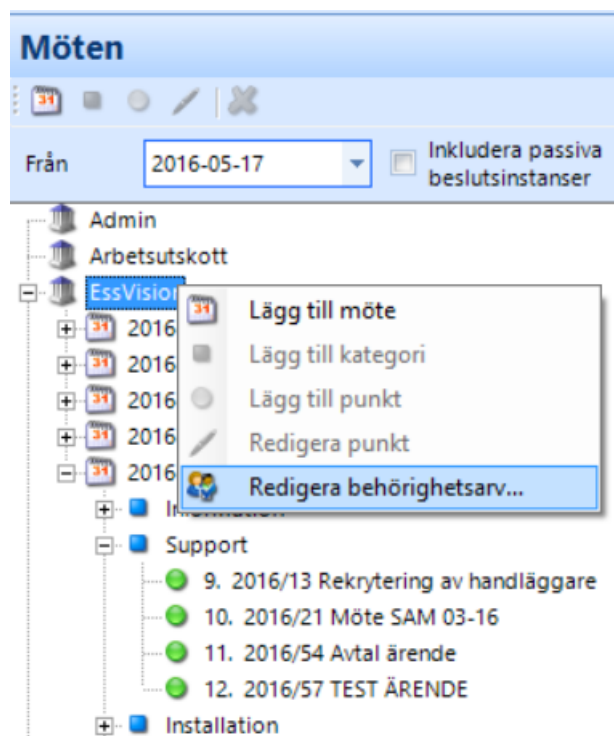 Möten
Från
2016-05-17
Inkludera passiva
beslutsinstanser
Admin
Arbetsutskott
EssVision
Lägg till möte
2016
Lägg till kategori
2016
Lägg till punkt
2016
Redigera punkt
2016
Redigera behörighetsarv...
2016
Support
9. 2016/13 Rekrytering av handläggare
10. 2016/21 Möte SAM 03-16
11. 2016/54 Avtal ärende
12. 2016/57 TEST ÄRENDE
Installation